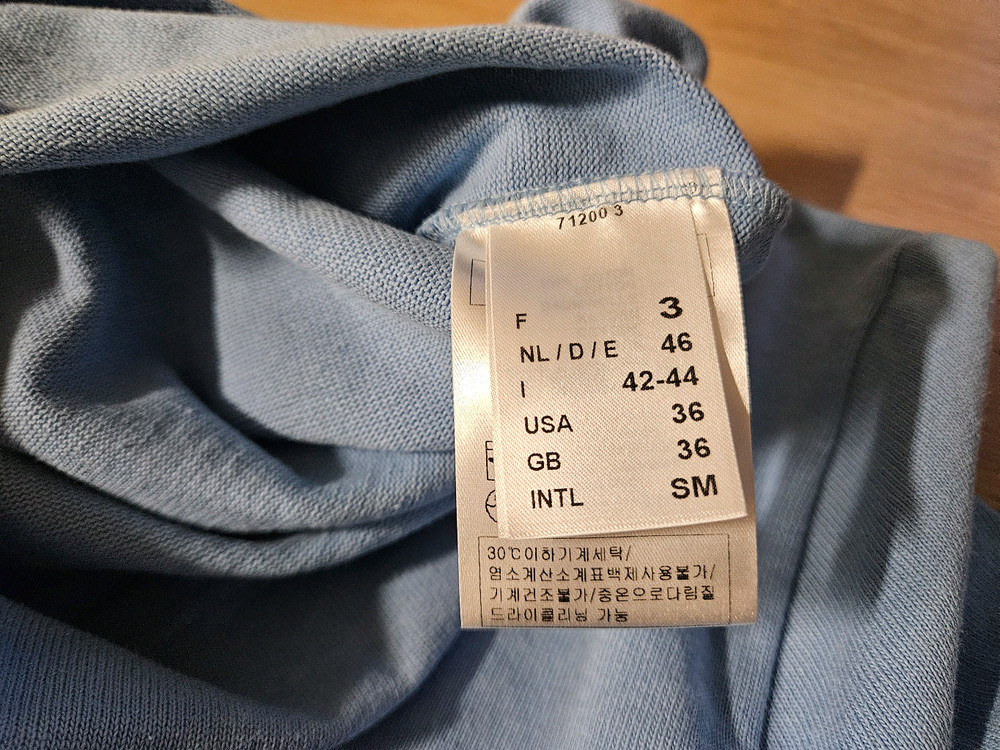 71200 3
F 3
NL / D / E 46
I 42-44
USA 36
GB 36
INTL SM
30℃이하기계세탁/
염소계산소계표백제사용불가/
기계건조불가/중온으로다림질
드라이클리닝 가능